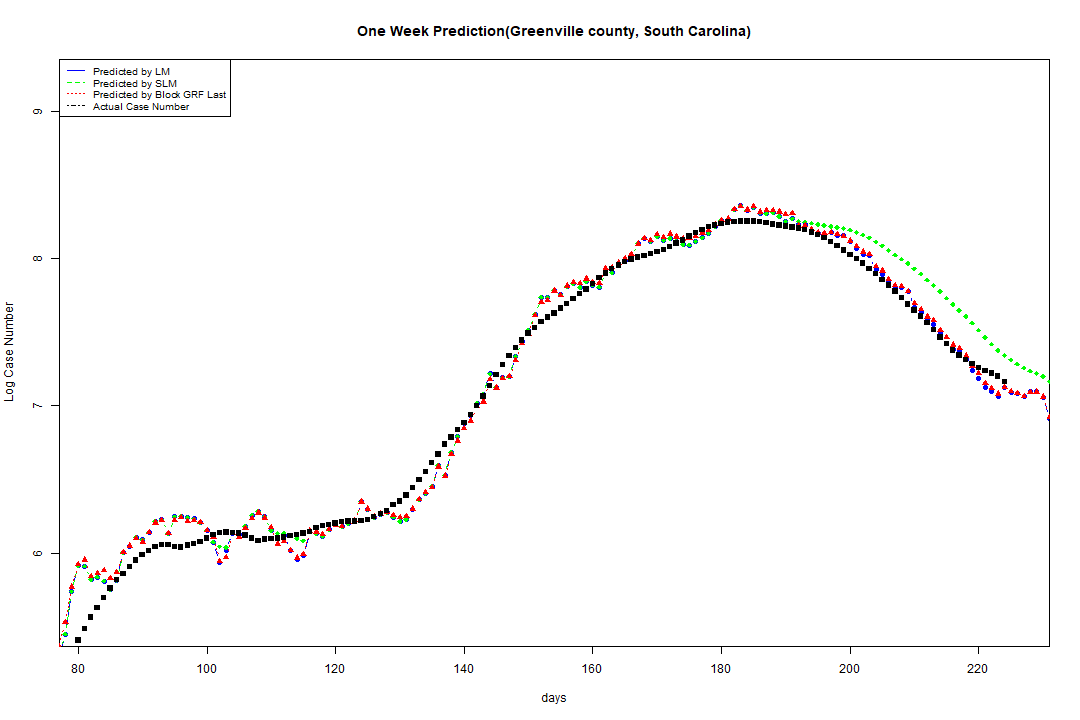 One Week Prediction(Greenville county, South Carolina)
Predicted by LM
Predicted by SLM
Predicted by Block GRF Last
Actual Case Number
9
8
7
6
Log Case Number
80 100 120 140 160 180 200 220
days